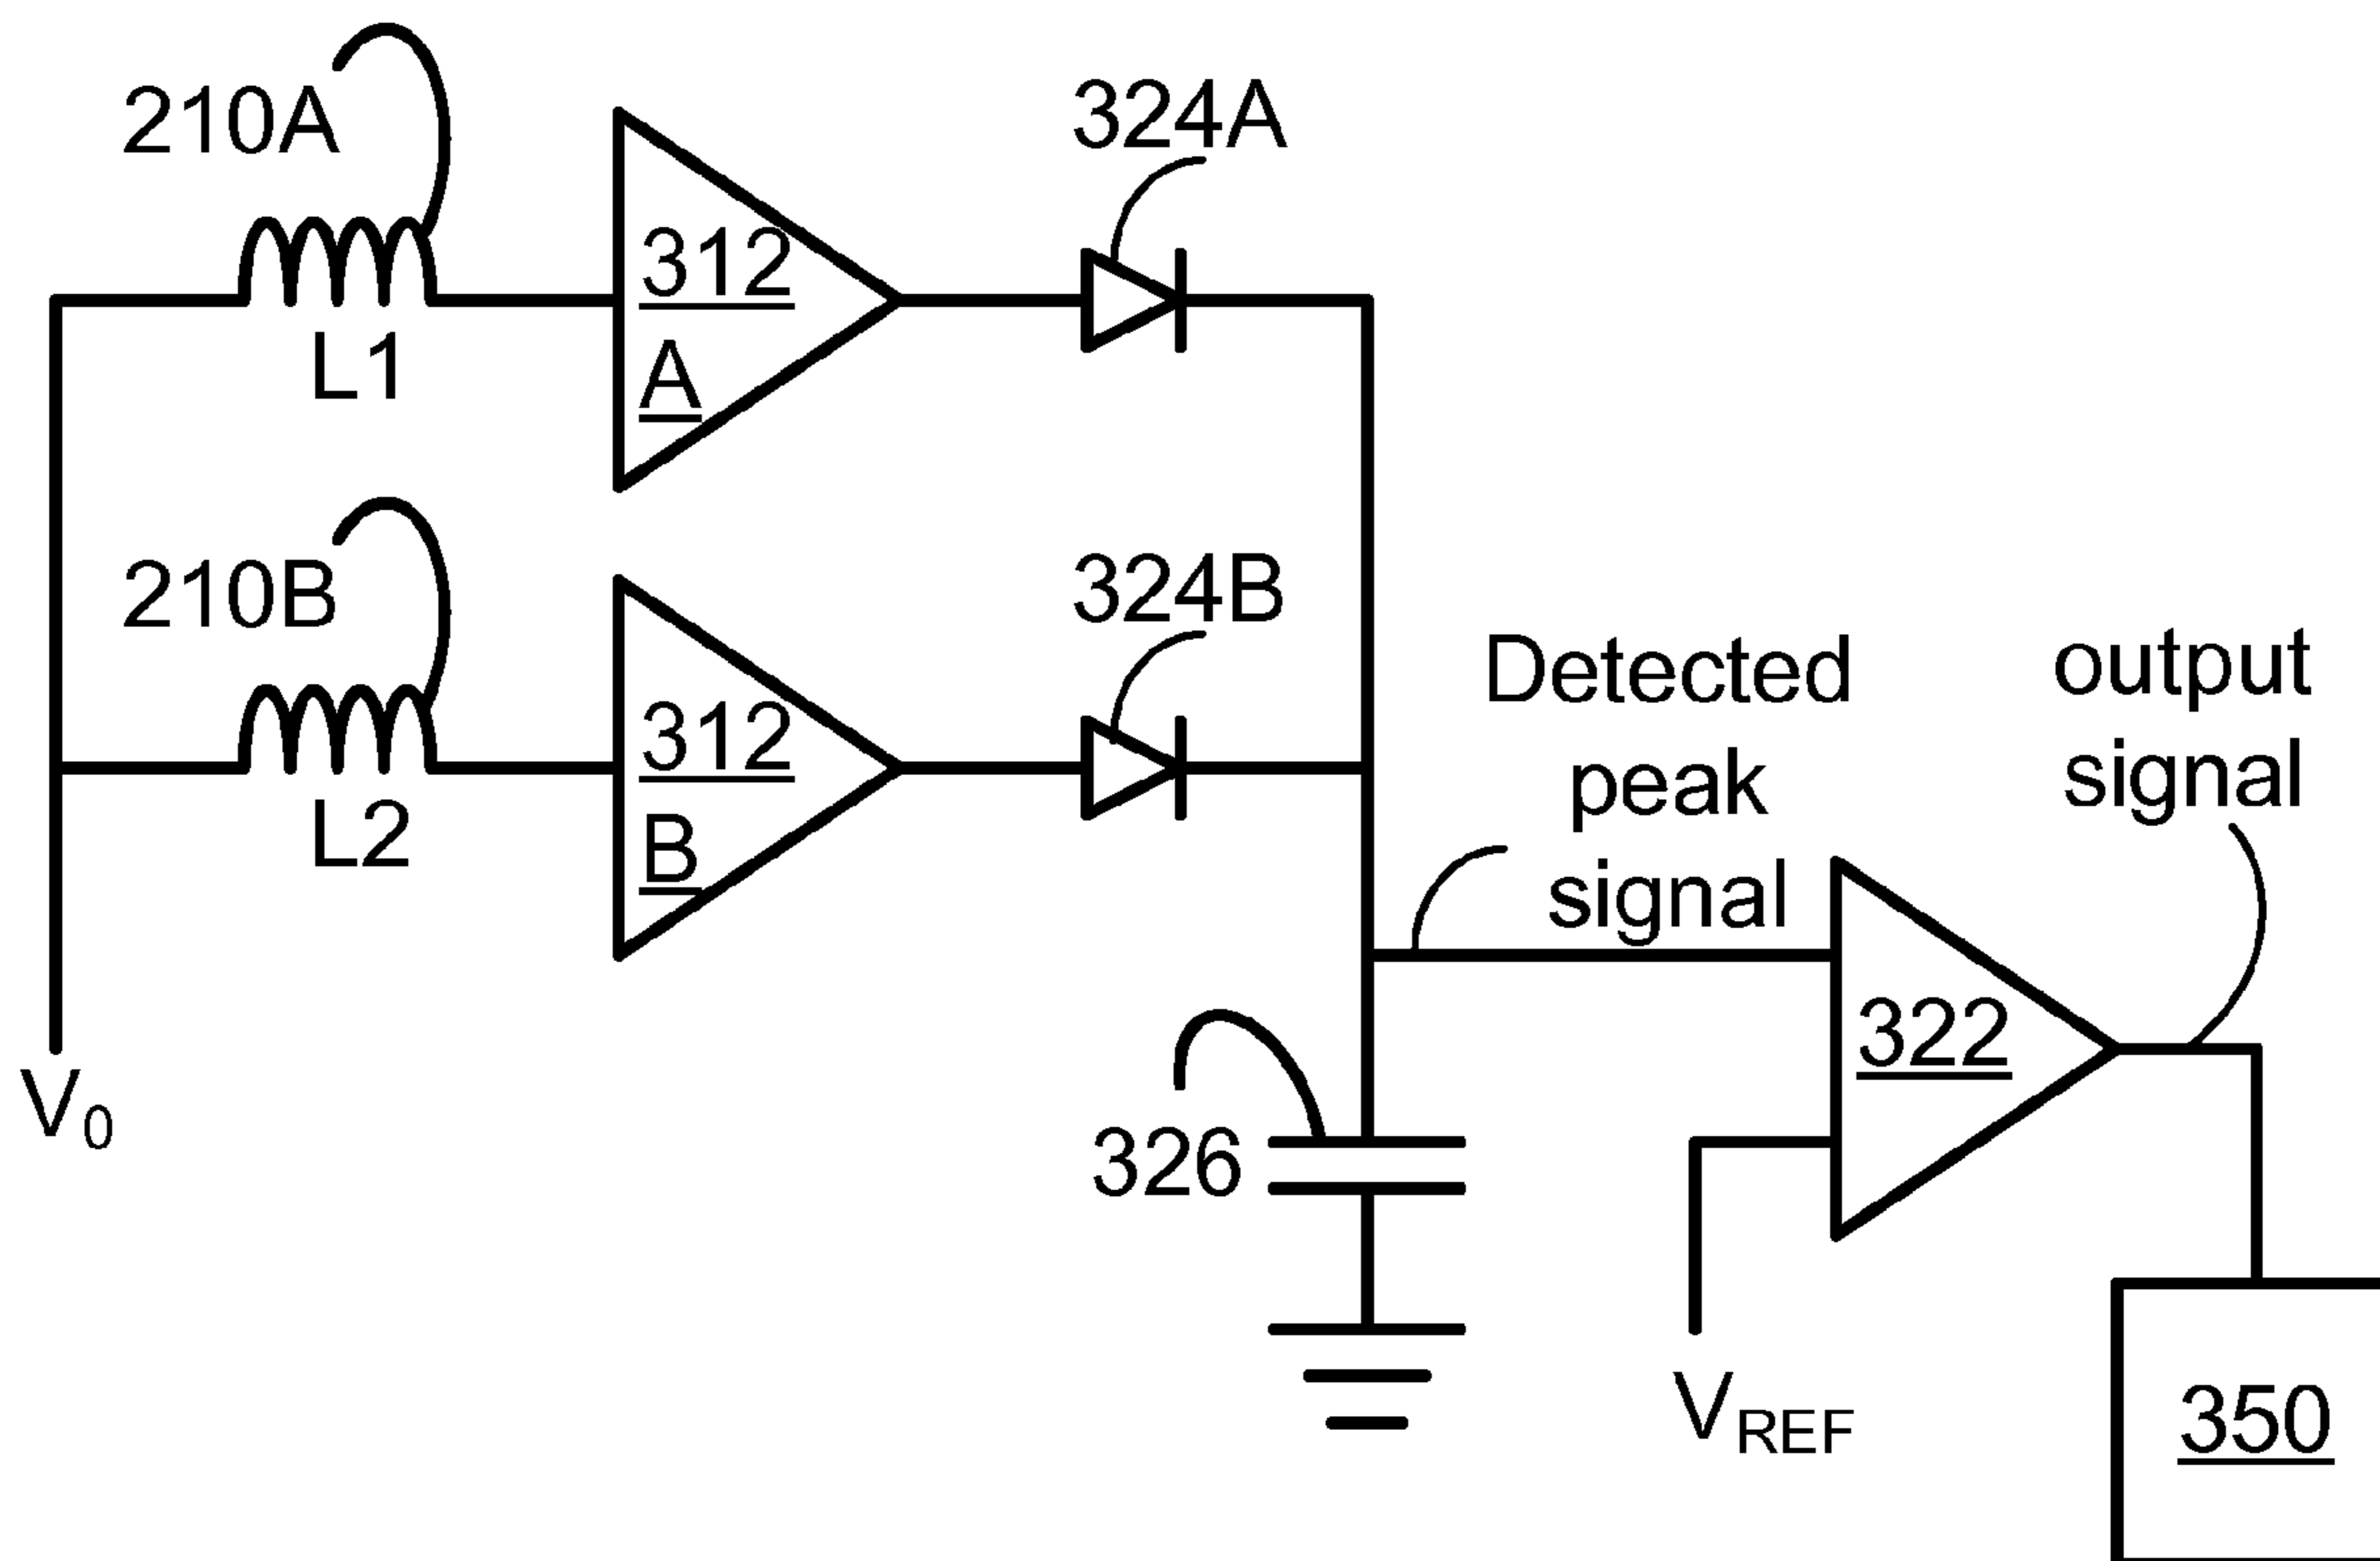 210A
324A
312
A
L1
210B
324B
312
B
L2
Detected
peak
signal
output
signal
322
V0
326
VREF
350